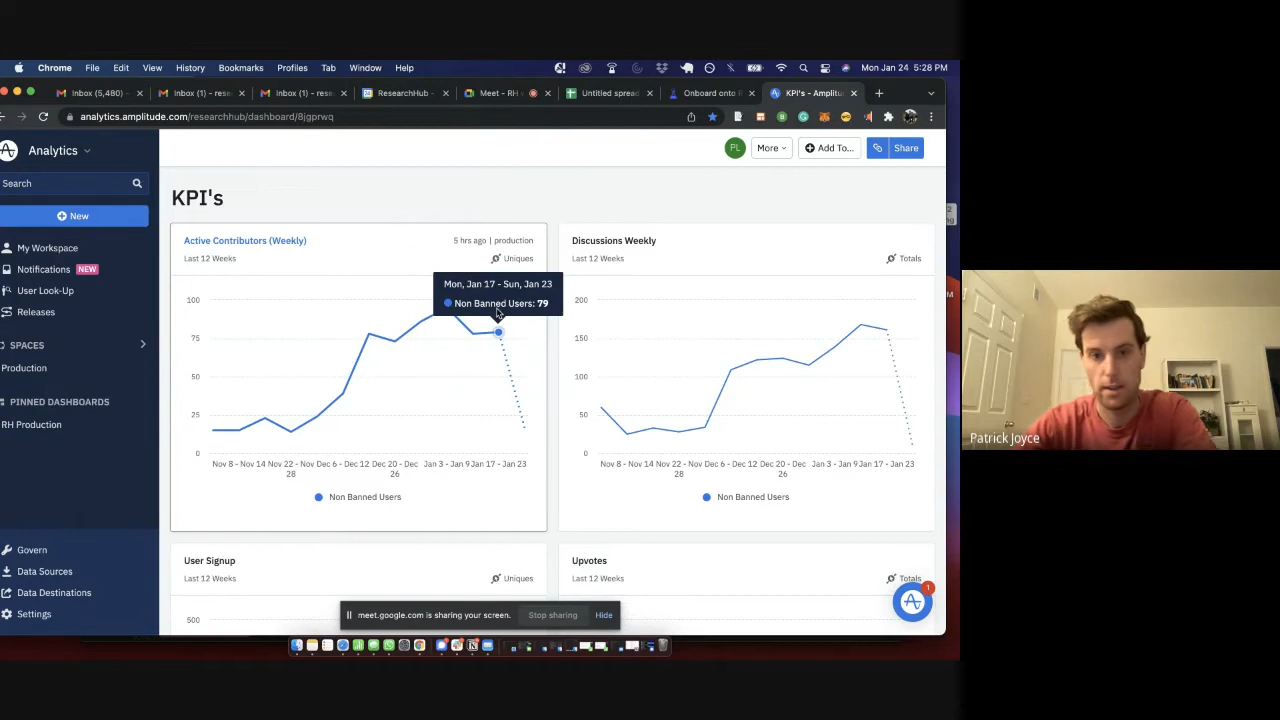 Chrome File Edit View History Bookmarks Profiles Tab Window Help Mon Jan 24 5:28 PM
Inbox (5,480) - Inbox (1) - rese Inbox (1) - rese ResearchHub - Meet - RH Untitled sprea Onboard onto R KPI's - Amplitu
analytics.amplitude.com/researchhub/dashboard/8jgprwq
Analytics
PL More Add To... Share
Search
New
My Workspace
Notifications NEW
User Look-Up
Releases
SPACES
Production
PINNED DASHBOARDS
RH Production
Govern
Data Sources
Data Destinations
Settings
KPI's
Active Contributors (Weekly) 5 hrs ago | production
Last 12 Weeks Uniques
Mon, Jan 17 - Sun, Jan 23
Non Banned Users: 79
100
75
50
25
0
Nov 8 - Nov 14 Nov 22 - Nov 28 Dec 6 - Dec 12 Dec 20 - Dec 26 Jan 3 - Jan 9 Jan 17 - Jan 23
Non Banned Users
Discussions Weekly
Last 12 Weeks Totals
200
150
100
50
0
Nov 8 - Nov 14 Nov 22 - Nov 28 Dec 6 - Dec 12 Dec 20 - Dec 26 Jan 3 - Jan 9 Jan 17 - Jan 23
Non Banned Users
User Signup
Last 12 Weeks Uniques
500
Upvotes
Last 12 Weeks Totals
1
meet.google.com is sharing your screen. Stop sharing Hide
Patrick Joyce